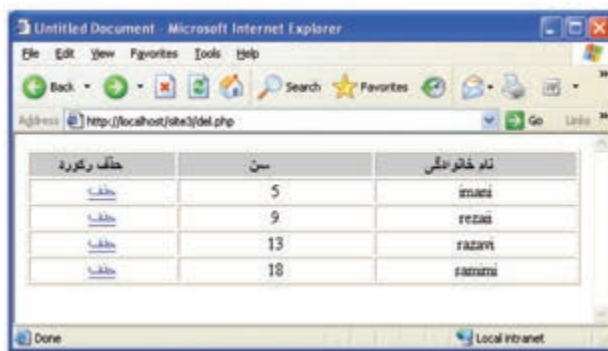 Untitled Document - Microsoft Internet Explorer
File Edit View Favorites Tools Help
Back Search Favorites
Address http://localhost/site3/del.php Go Links
نام خانوادگی سن حذف رکورد
imani 5 حذف
rezaii 9 حذف
razavi 13 حذف
samimi 18 حذف
Done Local intranet